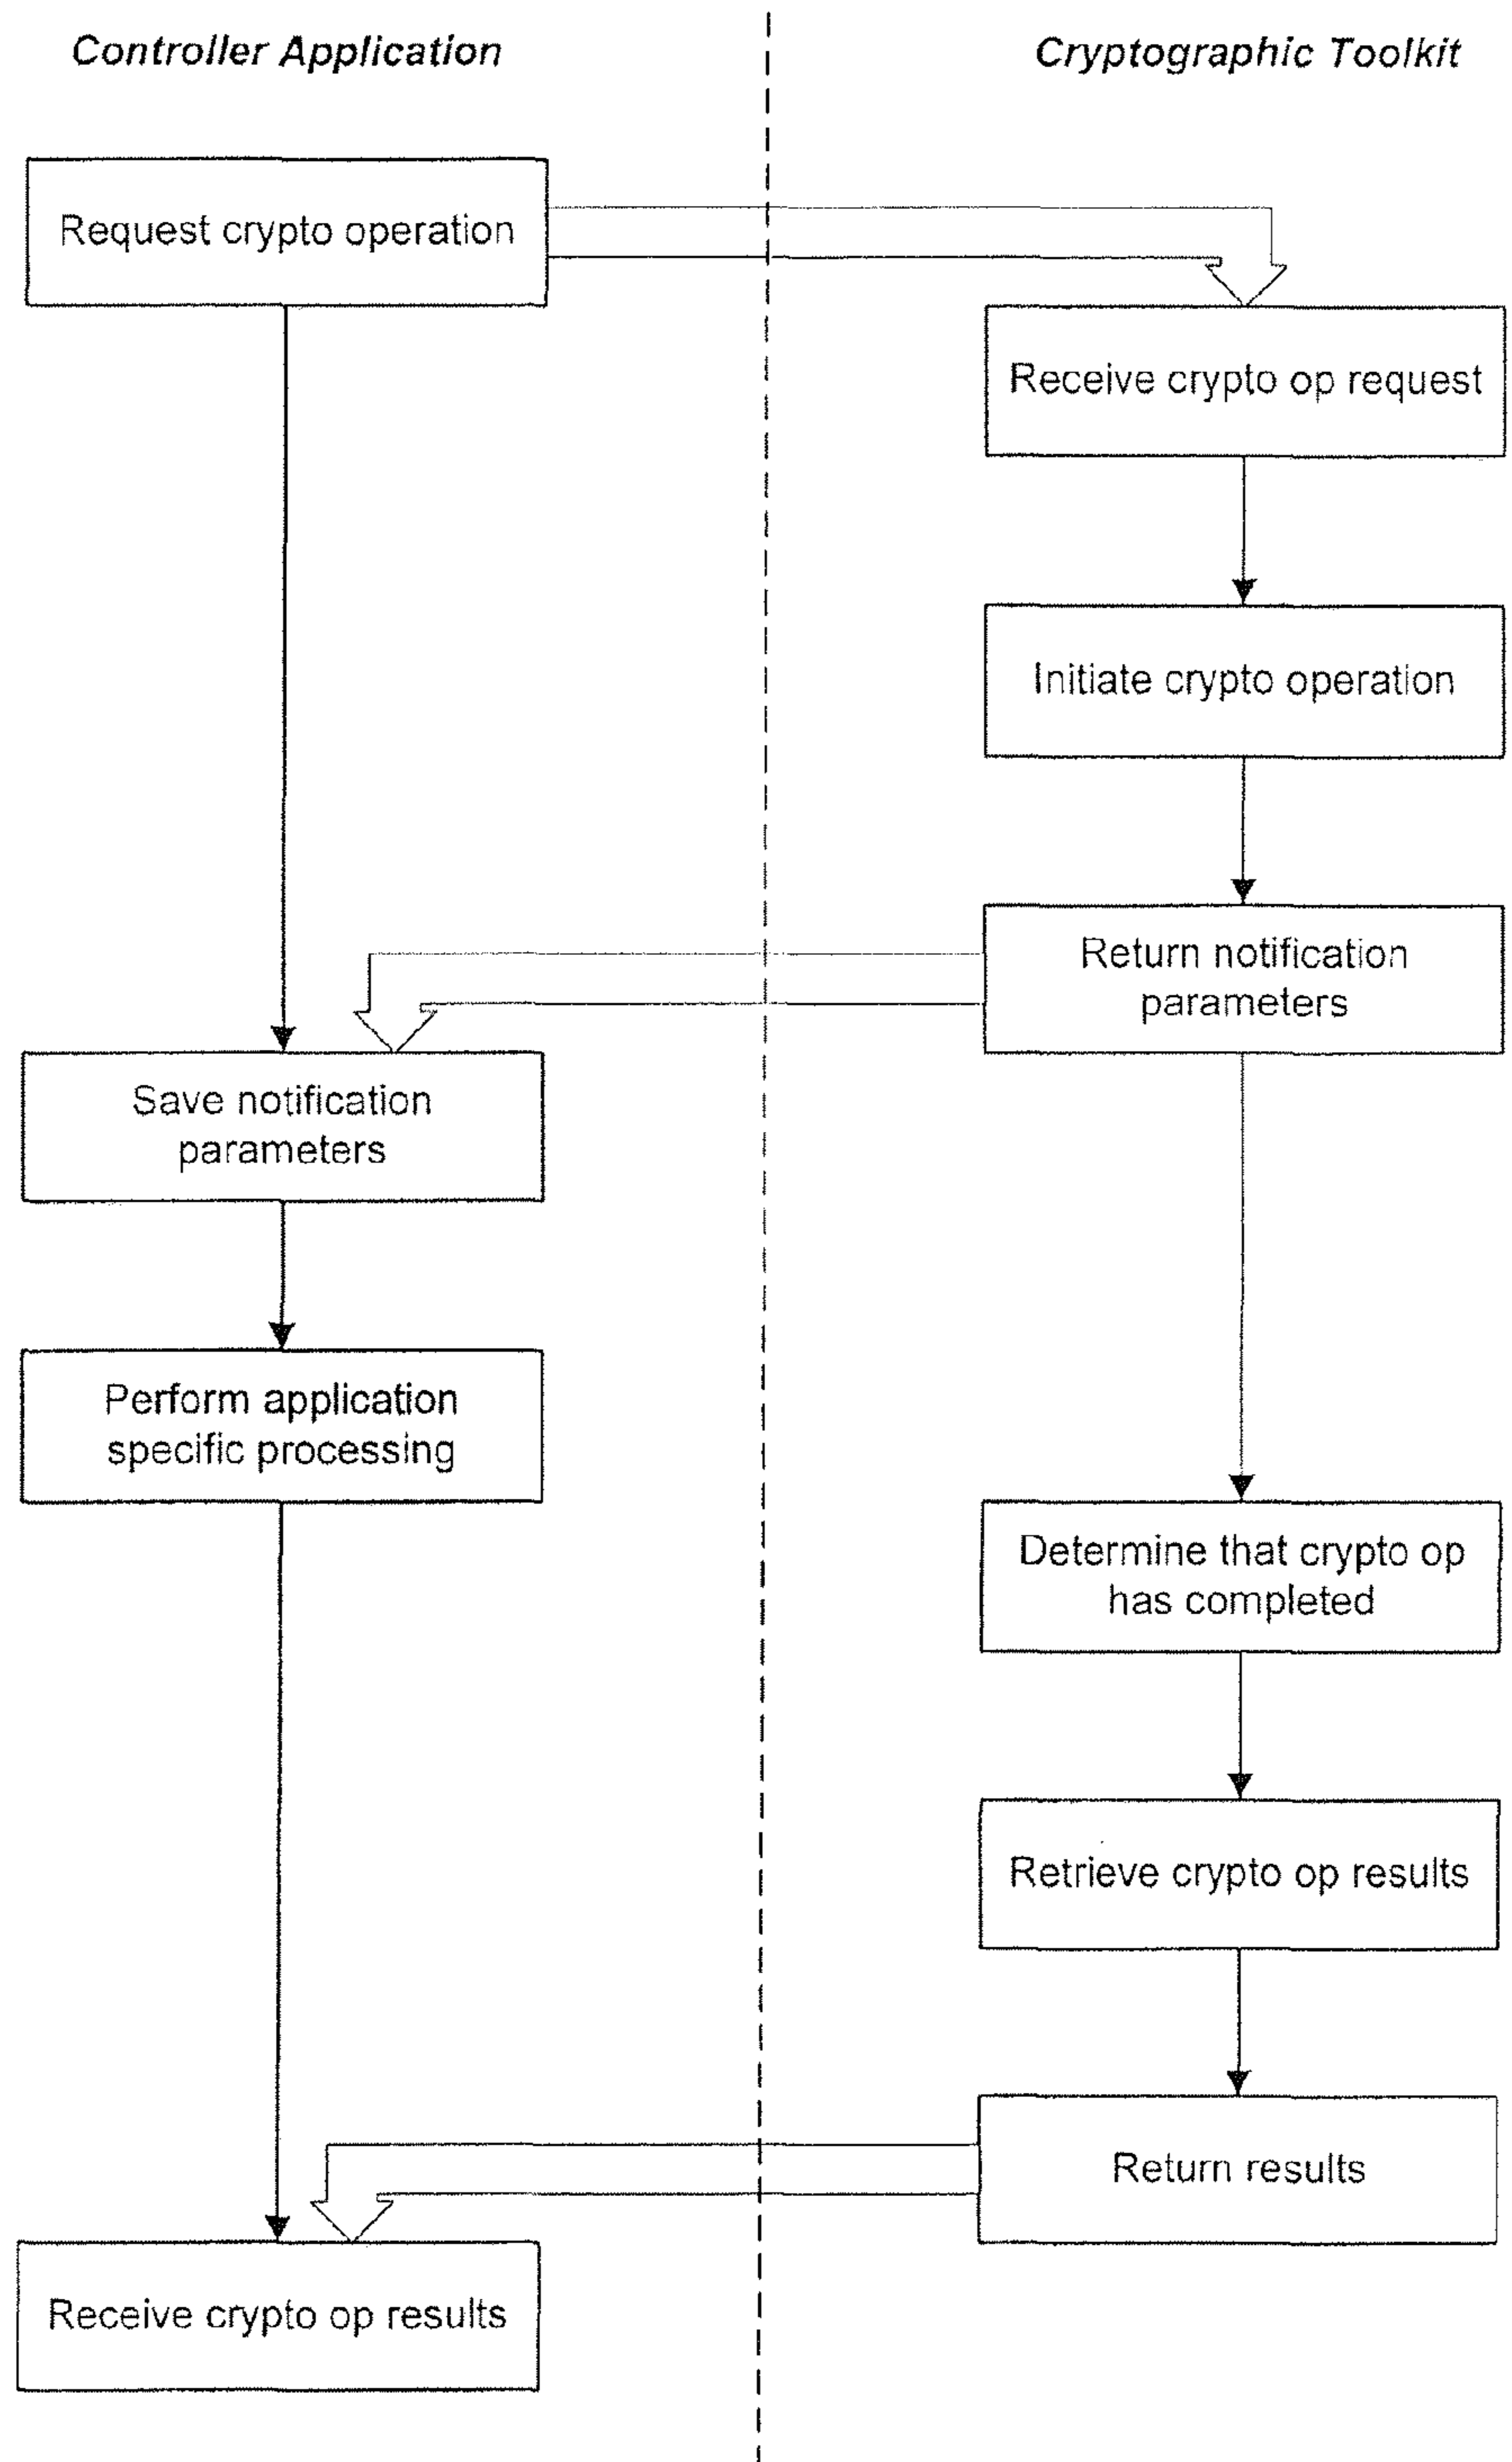 Controller Application
Cryptographic Toolkit
Request crypto operation
Receive crypto op request
Initiate crypto operation
Return notification
parameters
Save notification
parameters
Perform application
specific processing
Determine that crypto op
has completed
Retrieve crypto op results
Return results
Receive crypto op results